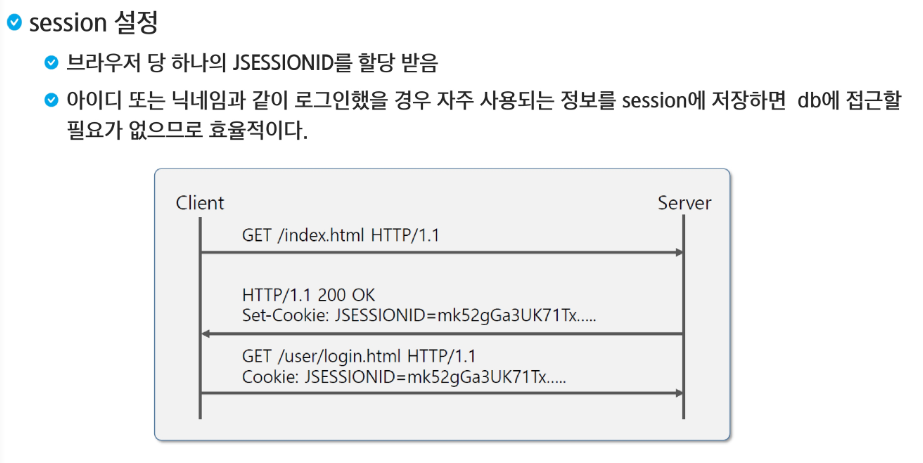 session 설정
브라우저 당 하나의 JSESSIONID를 할당 받음
아이디 또는 닉네임과 같이 로그인했을 경우 자주 사용되는 정보를 session에 저장하면 db에 접근할
필요가 없으므로 효율적이다.
Client Server
GET /index.html HTTP/1.1
HTTP/1.1 200 OK
Set-Cookie: JSESSIONID=mk52gGa3UK71Tx.....
GET /user/login.html HTTP/1.1
Cookie: JSESSIONID=mk52gGa3UK71Tx.....